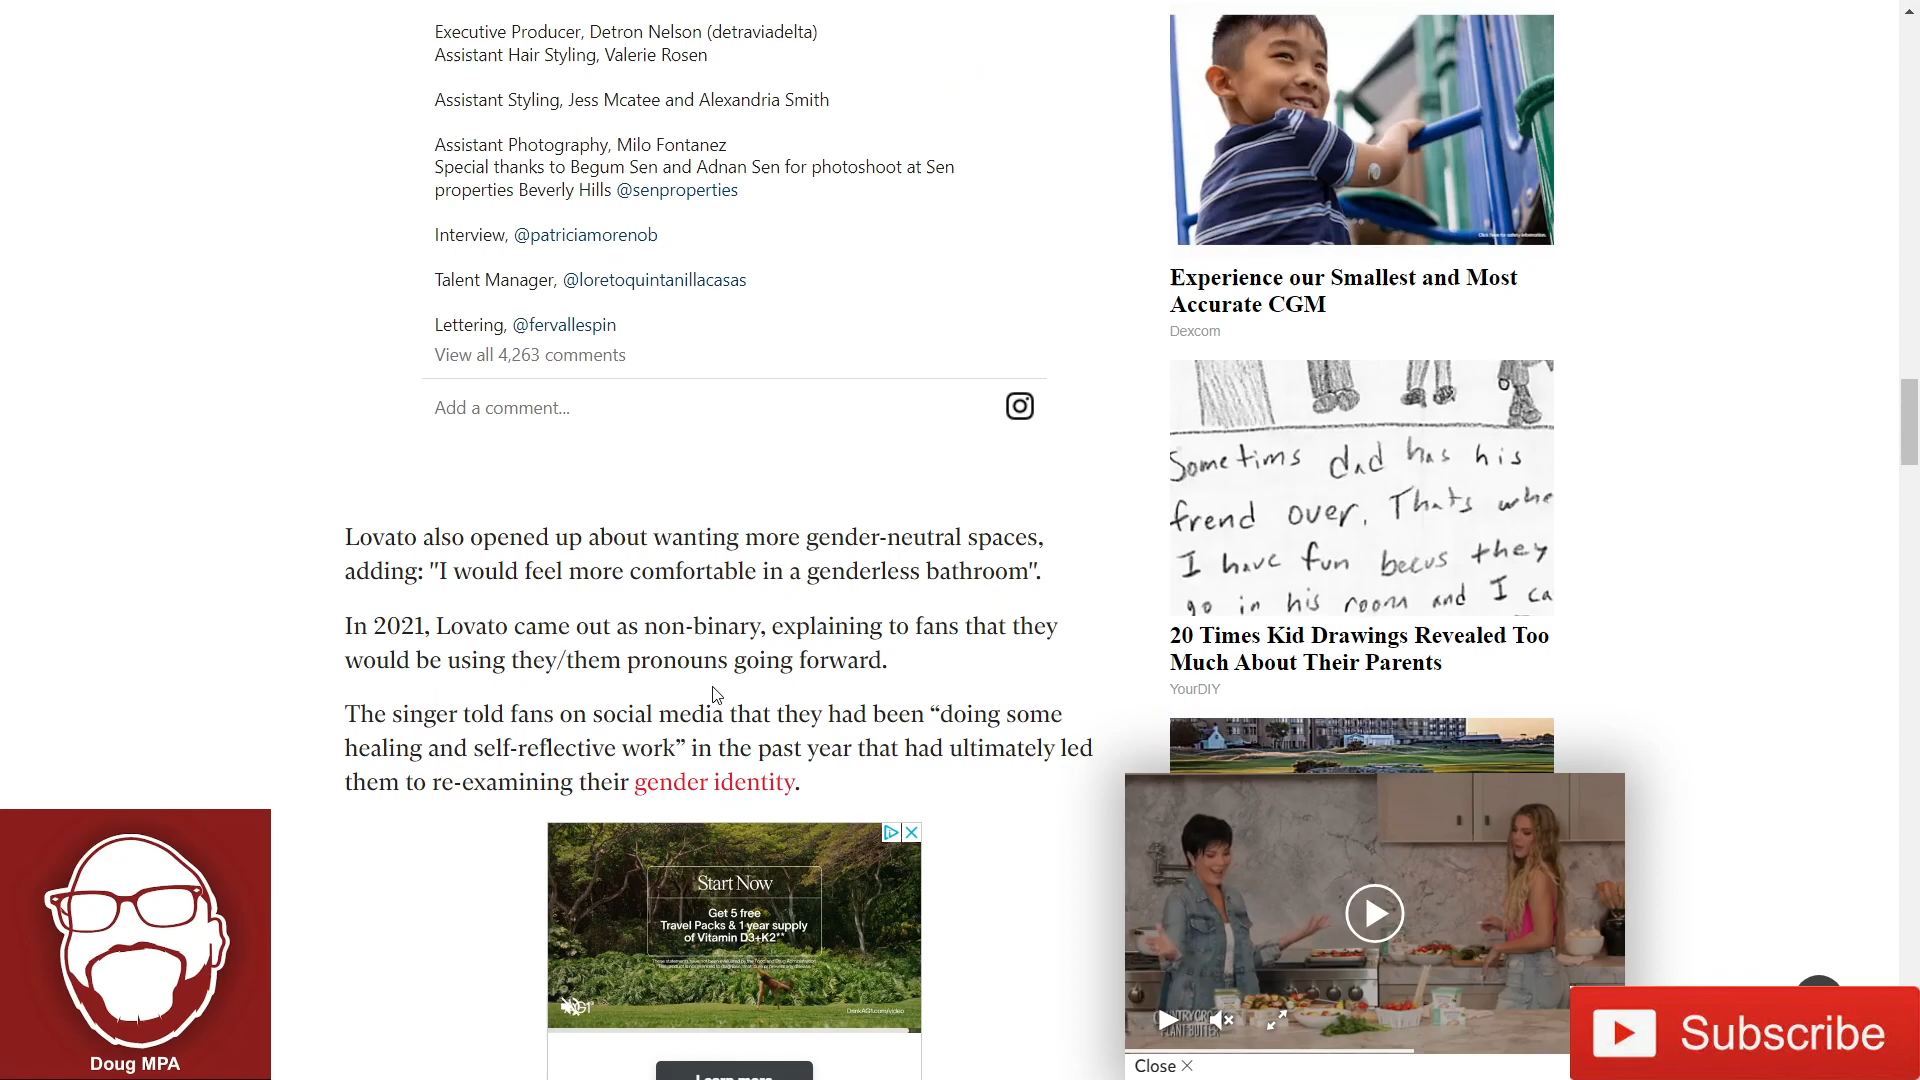 Executive Producer, Detron Nelson (detraviadelta)
Assistant Hair Styling, Valerie Rosen
Assistant Styling, Jess Mcatee and Alexandria Smith
Assistant Photography, Milo Fontanez
Special thanks to Begum Sen and Adnan Sen for photoshoot at Sen
properties Beverly Hills @senproperties
Interview, @patriciamorenob
Talent Manager, @loretoquintanillacasas
Lettering, @fervallespin
View all 4,263 comments
Add a comment...
Lovato also opened up about wanting more gender-neutral spaces,
adding: "I would feel more comfortable in a genderless bathroom".
In 2021, Lovato came out as non-binary, explaining to fans that they
would be using they/them pronouns going forward.
The singer told fans on social media that they had been “doing some
healing and self-reflective work” in the past year that had ultimately led
them to re-examining their gender identity.
Start Now
Get 5 free
Travel Packs & 1 year supply
of Vitamin D3+K2**
DrinkAG1.com/video
Learn more
Experience our Smallest and Most
Accurate CGM
Dexcom
Sometims dad has his
frend over. Thats whe
I have fun becus they
go in his room and I ca
20 Times Kid Drawings Revealed Too
Much About Their Parents
YourDIY
PLANT BUTTER
Close
Doug MPA
Subscribe